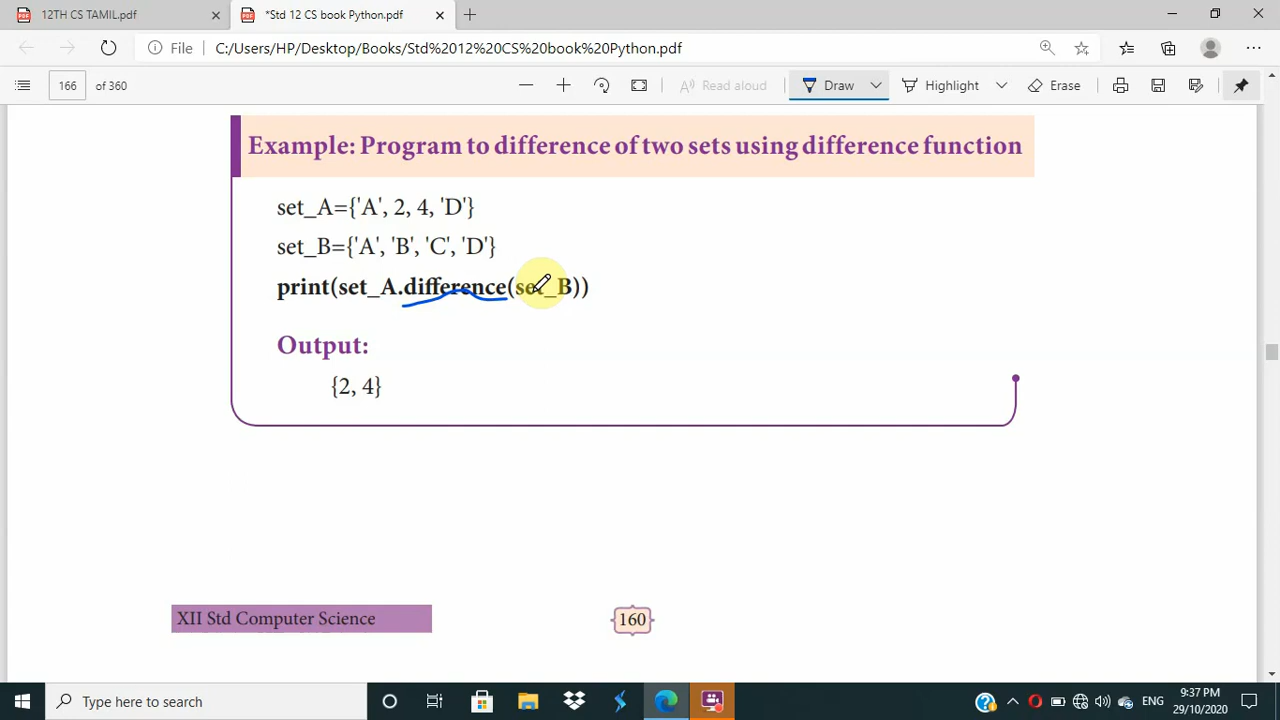 12TH CS TAMIL.pdf
*Std 12 CS book Python.pdf
File
C:/Users/HP/Desktop/Books/Std%2012%20CS%20book%20Python.pdf
166 of 360
Read aloud
Draw
Highlight
Erase
Example: Program to difference of two sets using difference function
set_A={'A', 2, 4, 'D'}
set_B={'A', 'B', 'C', 'D'}
print(set_A.difference(set_B))
Output:
{2, 4}
XII Std Computer Science
160
Type here to search
ENG
9:37 PM
29/10/2020